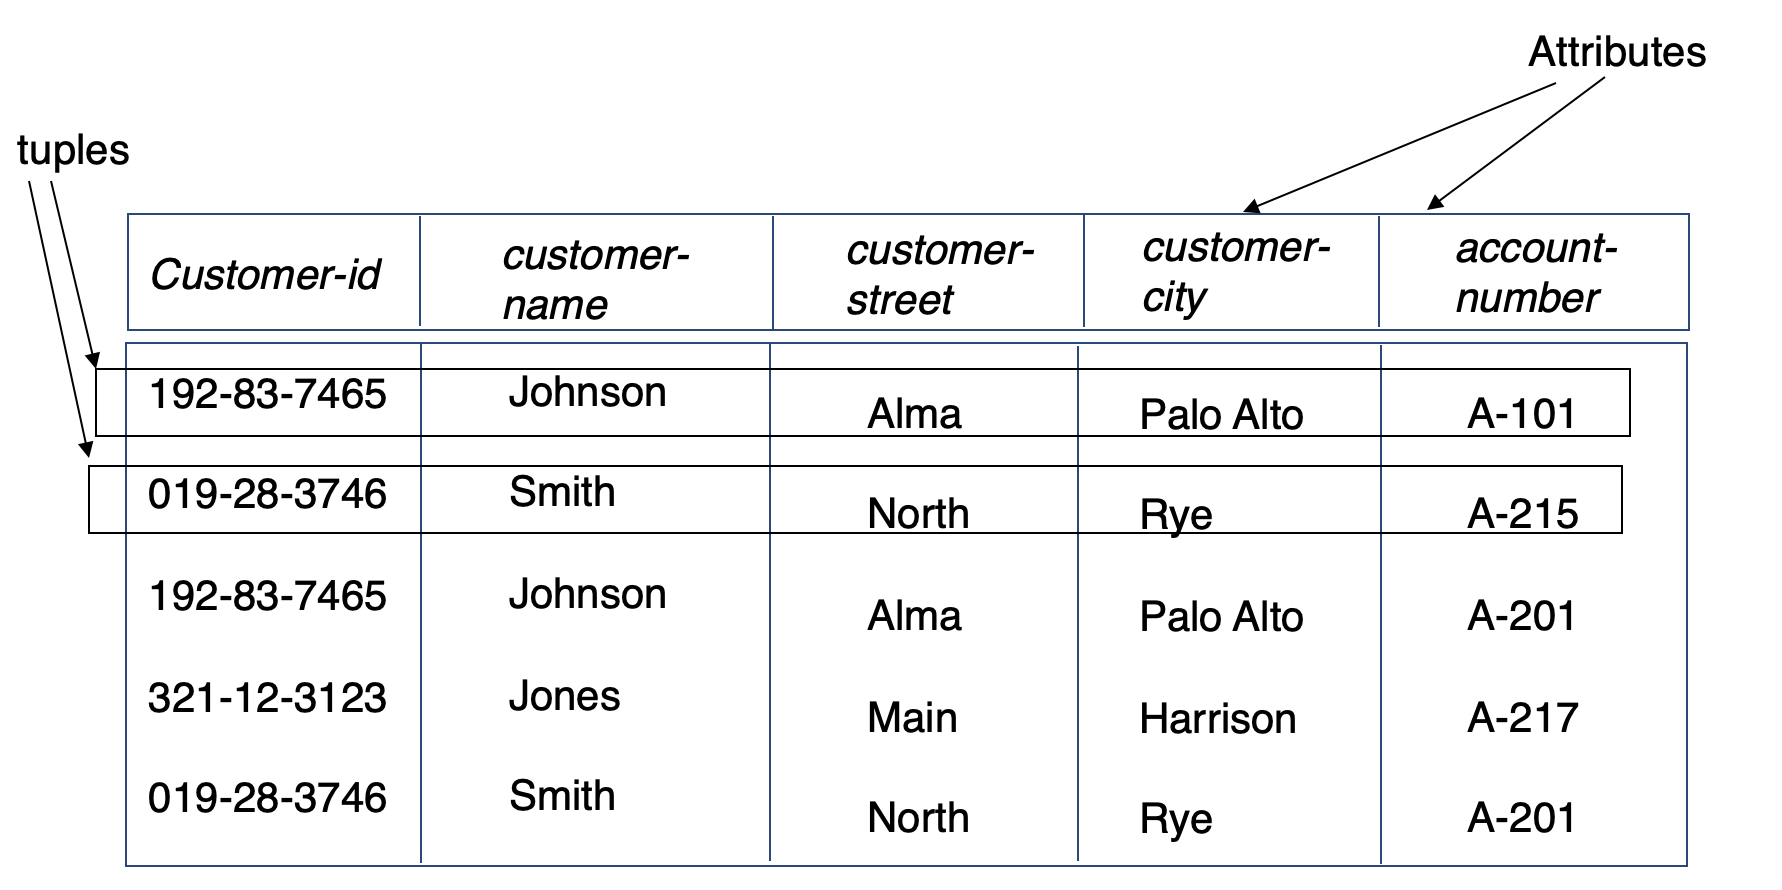 Attributes
tuples
Customer-id customer-name customer-street customer-city account-number
192-83-7465 Johnson Alma Palo Alto A-101
019-28-3746 Smith North Rye A-215
192-83-7465 Johnson Alma Palo Alto A-201
321-12-3123 Jones Main Harrison A-217
019-28-3746 Smith North Rye A-201